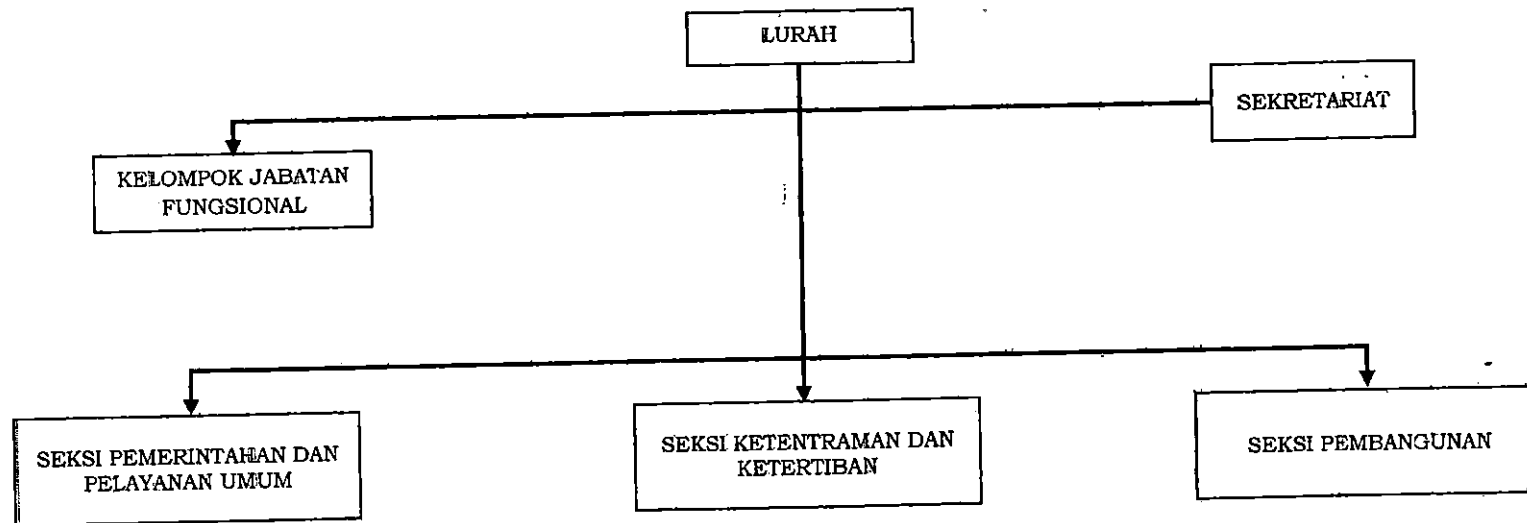 LURAH
SEKRETARIAT
KELOMPOK JABATAN
FUNGSIONAL
SEKSI PEMERINTAHAN DAN
PELAYANAN UMUM
SEKSI KETENTRAMAN DAN
KETERTIBAN
SEKSI PEMBANGUNAN